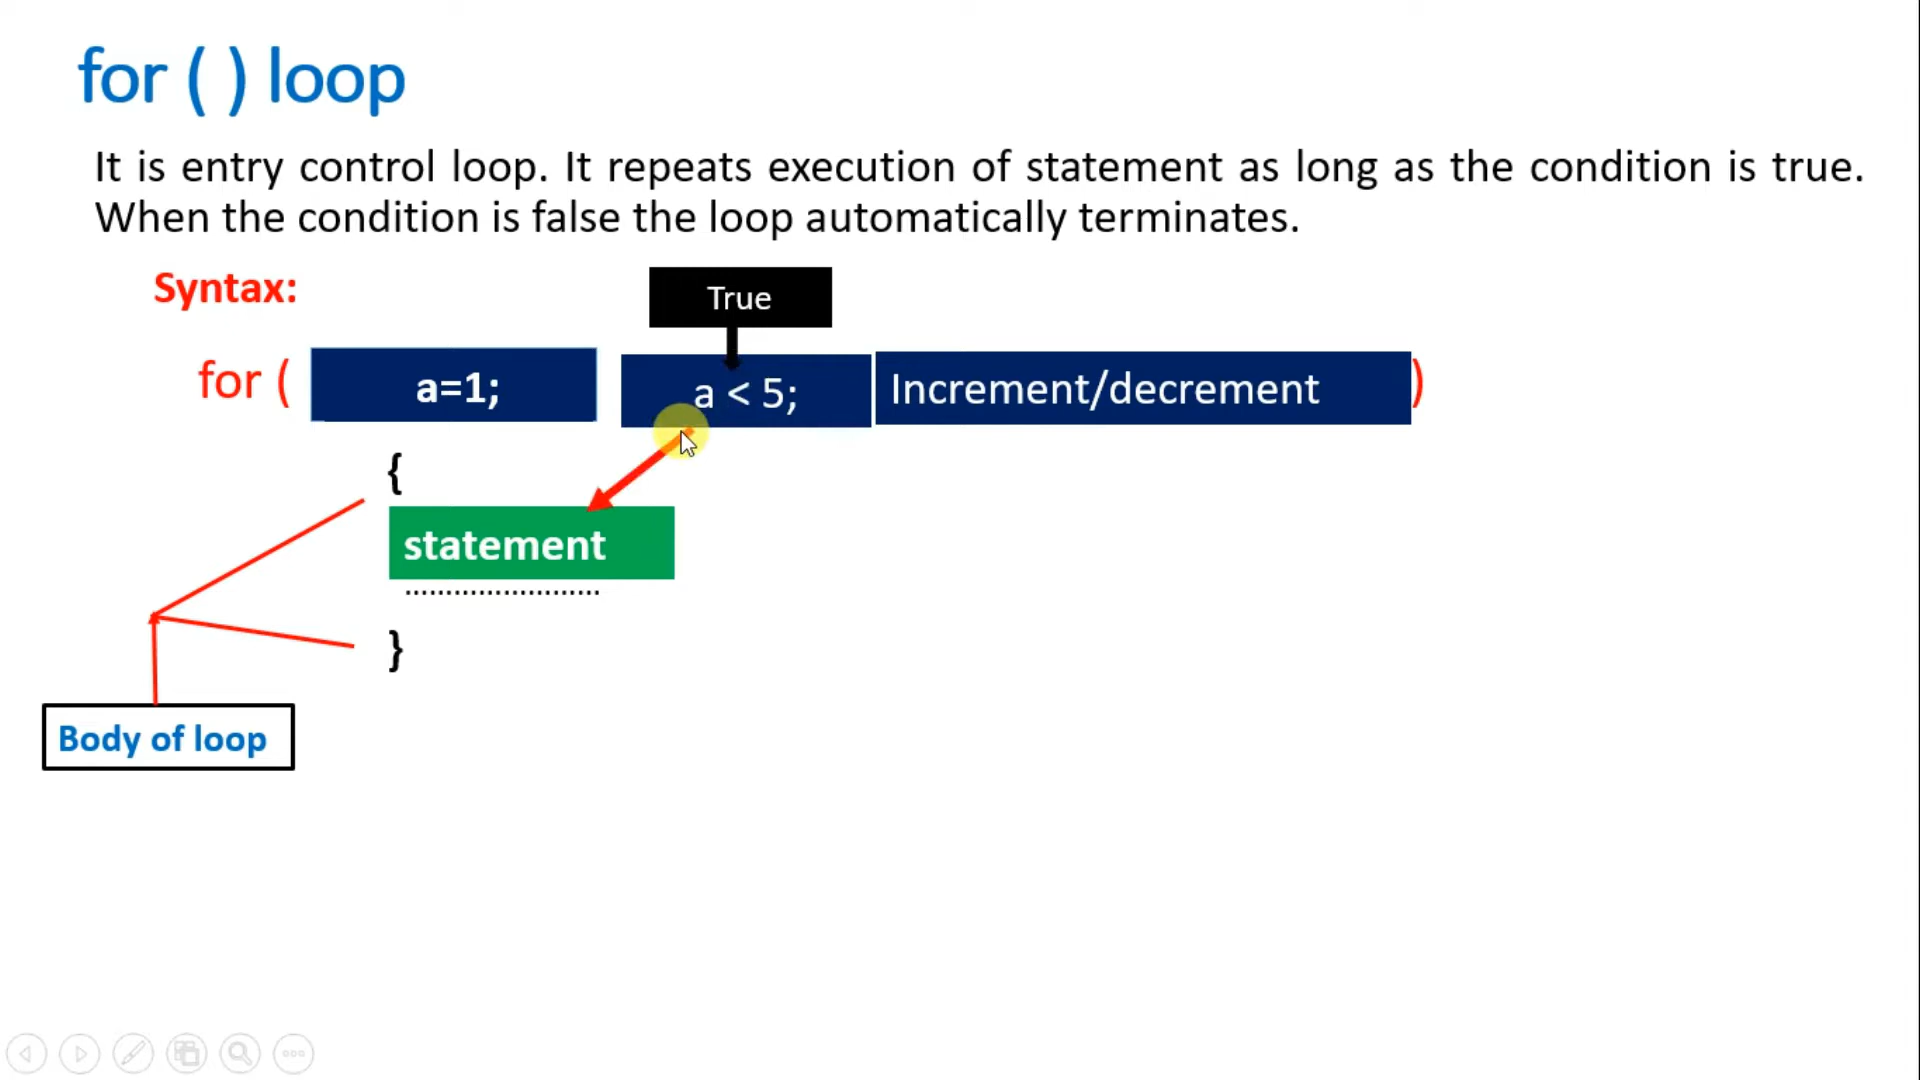 for ( ) loop
It is entry control loop. It repeats execution of statement as long as the condition is true.
When the condition is false the loop automatically terminates.
Syntax:
True
for ( a=1; a < 5; Increment/decrement )
{
statement
........................
}
Body of loop